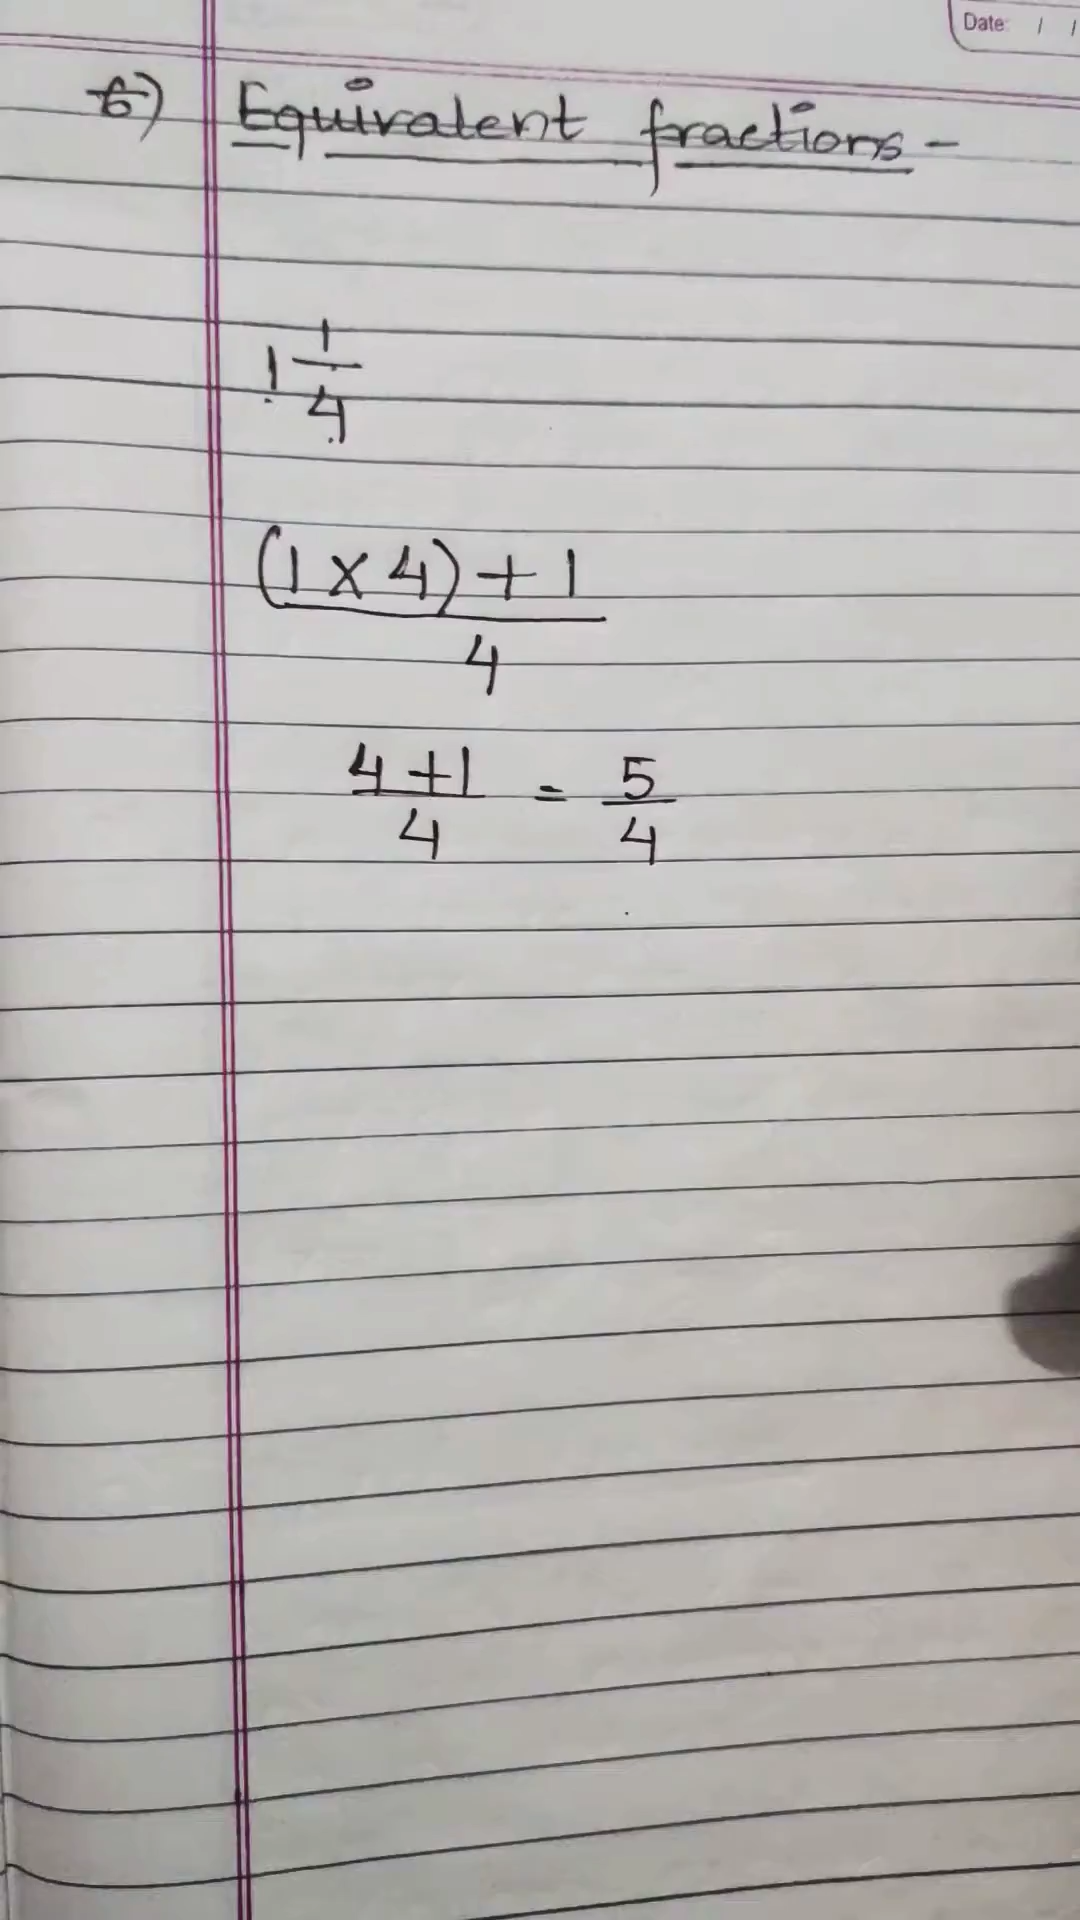 Date: / /
6) Equivalent fractions -
1 1/4
(1 x 4) + 1
4
4 + 1 / 4 = 5 / 4